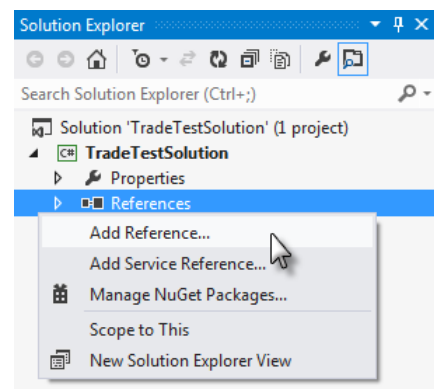 Solution Explorer
Search Solution Explorer (Ctrl+;)
Solution 'TradeTestSolution' (1 project)
C# TradeTestSolution
Properties
References
Add Reference...
Add Service Reference...
Manage NuGet Packages...
Scope to This
New Solution Explorer View